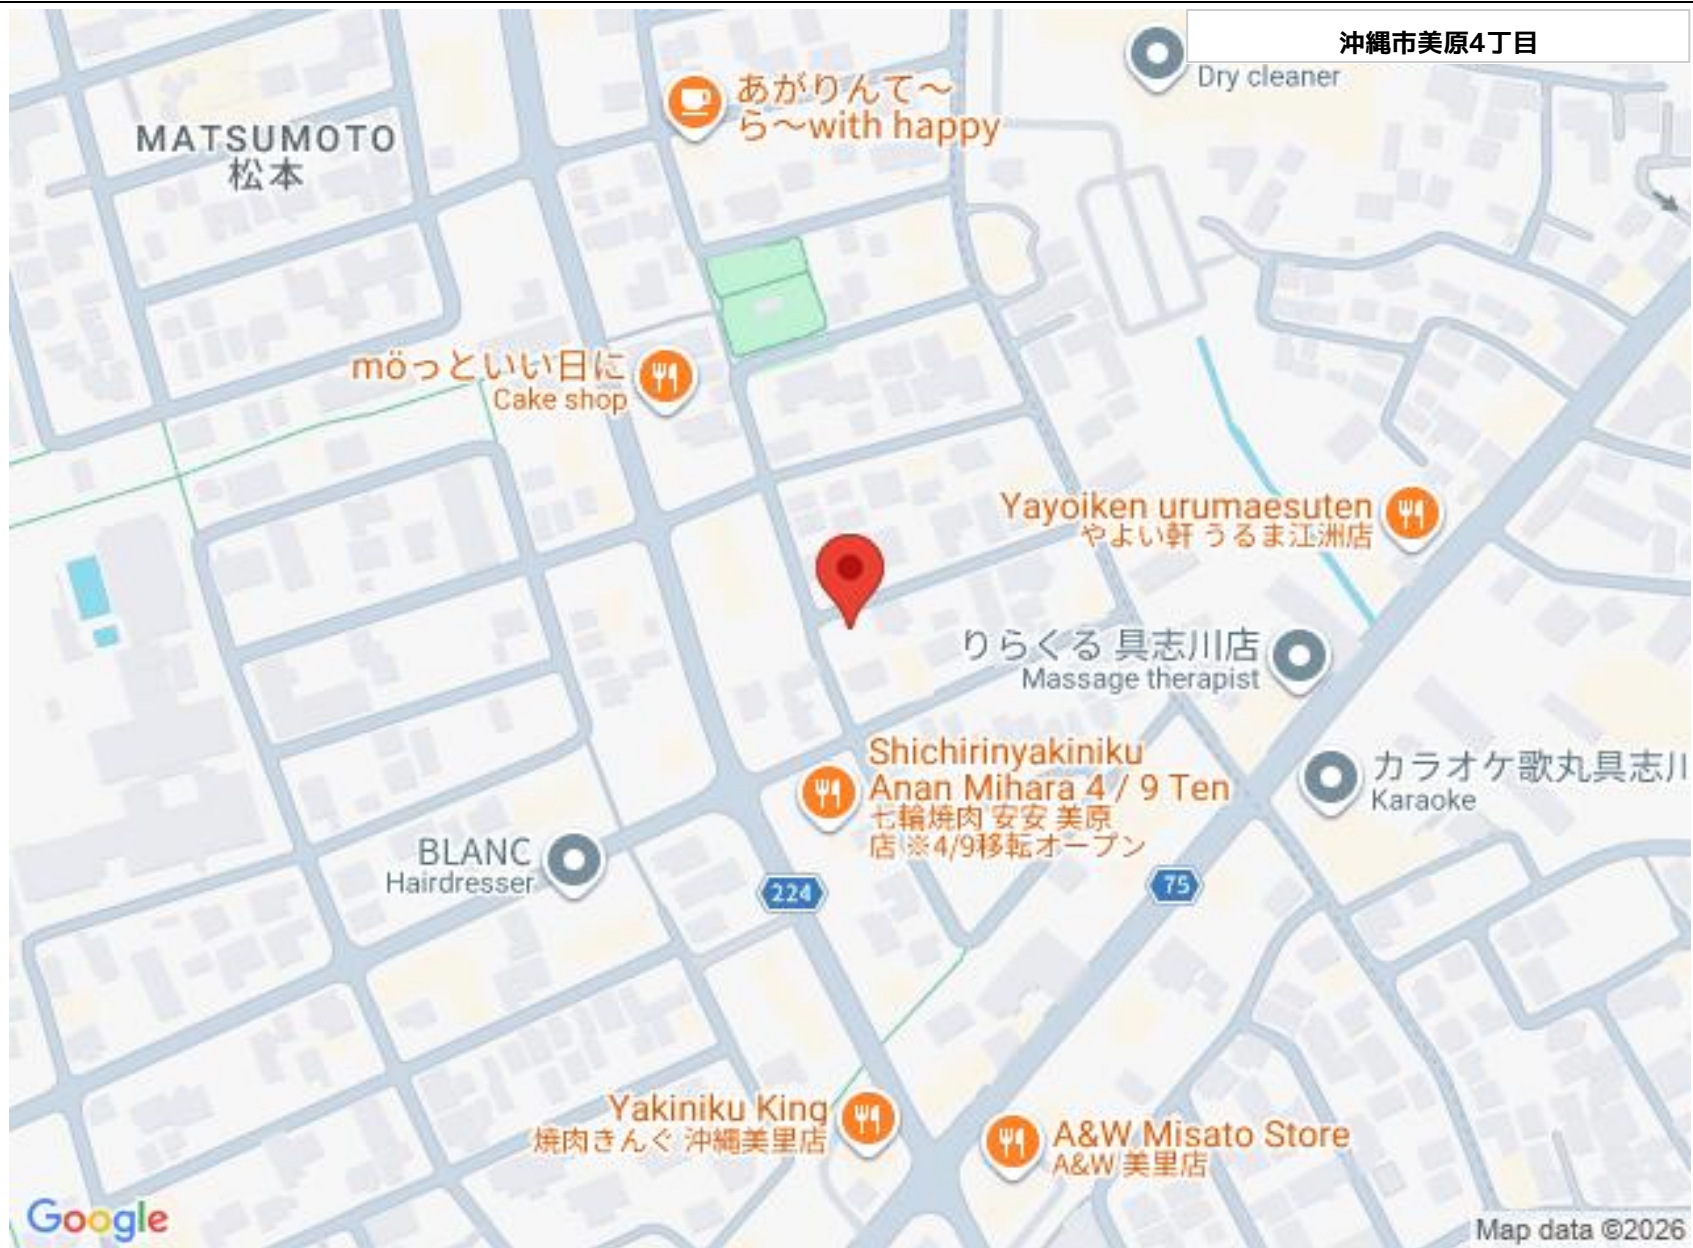 沖縄市美原4丁目
Dry cleaner
あがりんて～
ら～with happy
MATSUMOTO
松本
möっといい日に
Cake shop
Yayoiken urumaesuten
やよい軒 うるま江洲店
りらくる 具志川店
Massage therapist
Shichirinyakiniku
Anan Mihara 4 / 9 Ten
七輪焼肉 安安 美原
店 ※4/9移転オープン
カラオケ歌丸具志川
Karaoke
BLANC
Hairdresser
224
75
Yakiniku King
焼肉きんぐ 沖縄美里店
A&W Misato Store
A&W 美里店
Google
Map data ©2026